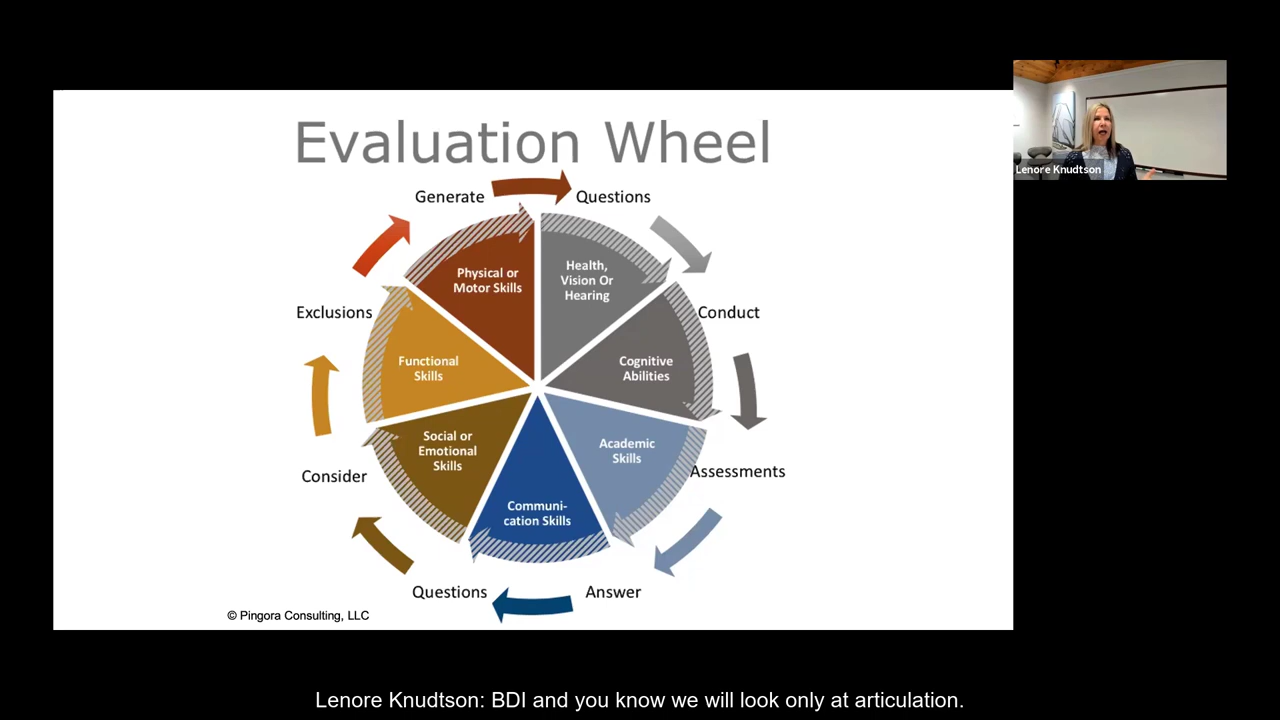 Evaluation Wheel
Generate
Questions
Physical or
Motor Skills
Health,
Vision Or
Hearing
Exclusions
Conduct
Functional
Skills
Cognitive
Abilities
Social or
Emotional
Skills
Academic
Skills
Consider
Assessments
Communi-
cation Skills
Questions
Answer
© Pingora Consulting, LLC
Lenore Knudtson
Lenore Knudtson: BDI and you know we will look only at articulation.